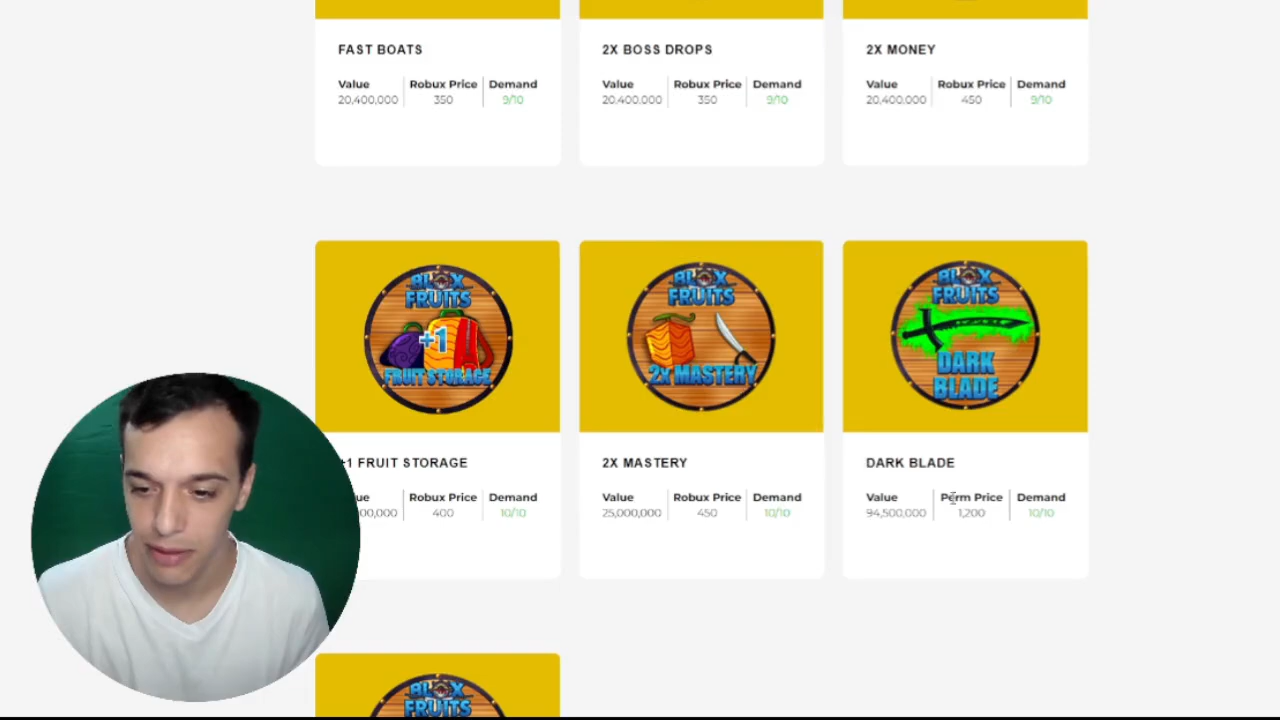 FAST BOATS
Value Robux Price Demand
20,400,000 350 9/10
2X BOSS DROPS
Value Robux Price Demand
20,400,000 350 9/10
2X MONEY
Value Robux Price Demand
20,400,000 450 9/10
BLOX
FRUITS
+1
FRUIT STORAGE
+1 FRUIT STORAGE
Robux Price Demand
400 10/10
BLOX
FRUITS
2x MASTERY
2X MASTERY
Value Robux Price Demand
25,000,000 450 10/10
BLOX
FRUITS
DARK
BLADE
DARK BLADE
Value Perm Price Demand
94,500,000 1,200 10/10
BLOX
FRUITS